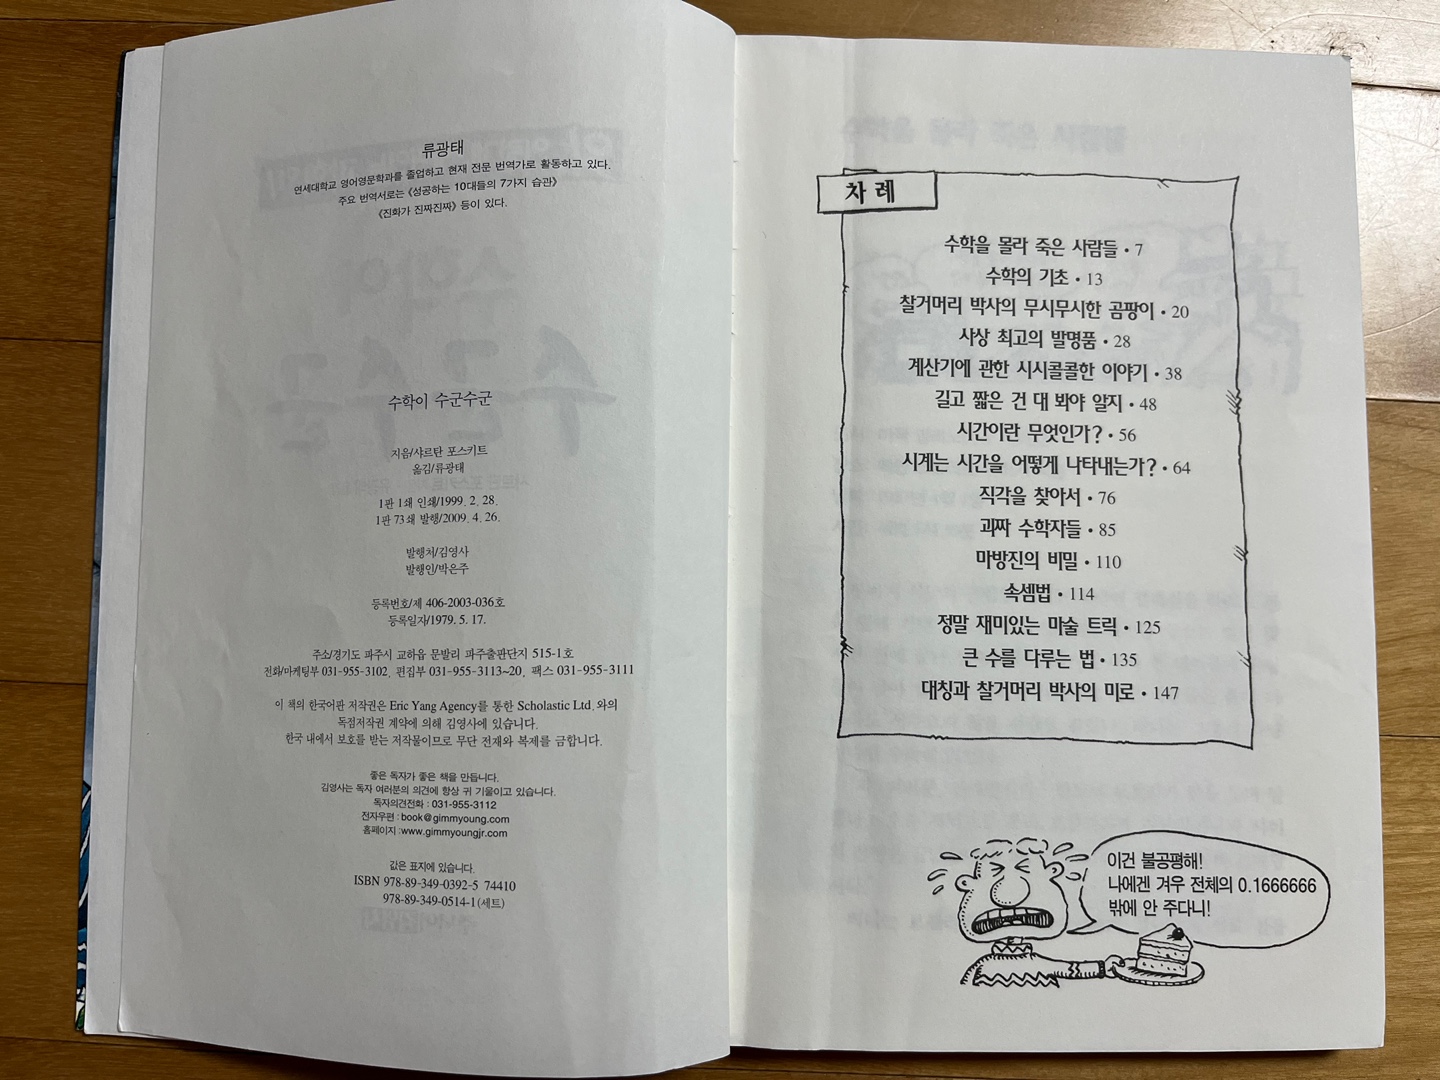 류광태
연세대학교 영어영문학과를 졸업하고 현재 전문 번역가로 활동하고 있다.
주요 번역서로는 《성공하는 10대들의 7가지 습관》
《진화가 진짜진짜》 등이 있다.
수학이 수군수군
지음/샤르탄 포스키트
옮김/류광태
1판 1쇄 인쇄/1999. 2. 28.
1판 73쇄 발행/2009. 4. 26.
발행처/김영사
발행인/박은주
등록번호/제 406-2003-036호
등록일자/1979. 5. 17.
주소/경기도 파주시 교하읍 문발리 파주출판단지 515-1호
전화/마케팅부 031-955-3102, 편집부 031-955-3113~20, 팩스 031-955-3111
이 책의 한국어판 저작권은 Eric Yang Agency를 통한 Scholastic Ltd. 와의
독점저작권 계약에 의해 김영사에 있습니다.
한국 내에서 보호를 받는 저작물이므로 무단 전재와 복제를 금합니다.
좋은 독자가 좋은 책을 만듭니다.
김영사는 독자 여러분의 의견에 항상 귀 기울이고 있습니다.
독자의견전화 : 031-955-3112
전자우편 : book@gimmyoung.com
홈페이지 : www.gimmyoungjr.com
값은 표지에 있습니다.
ISBN 978-89-349-0392-5 74410
978-89-349-0514-1 (세트)
차례
수학을 몰라 죽은 사람들 • 7
수학의 기초 • 13
찰거머리 박사의 무시무시한 곰팡이 • 20
사상 최고의 발명품 • 28
계산기에 관한 시시콜콜한 이야기 • 38
길고 짧은 건 대 봐야 알지 • 48
시간이란 무엇인가? • 56
시계는 시간을 어떻게 나타내는가? • 64
직각을 찾아서 • 76
괴짜 수학자들 • 85
마방진의 비밀 • 110
속셈법 • 114
정말 재미있는 마술 트릭 • 125
큰 수를 다루는 법 • 135
대칭과 찰거머리 박사의 미로 • 147
이건 불공평해!
나에겐 겨우 전체의 0.1666666
밖에 안 주다니!